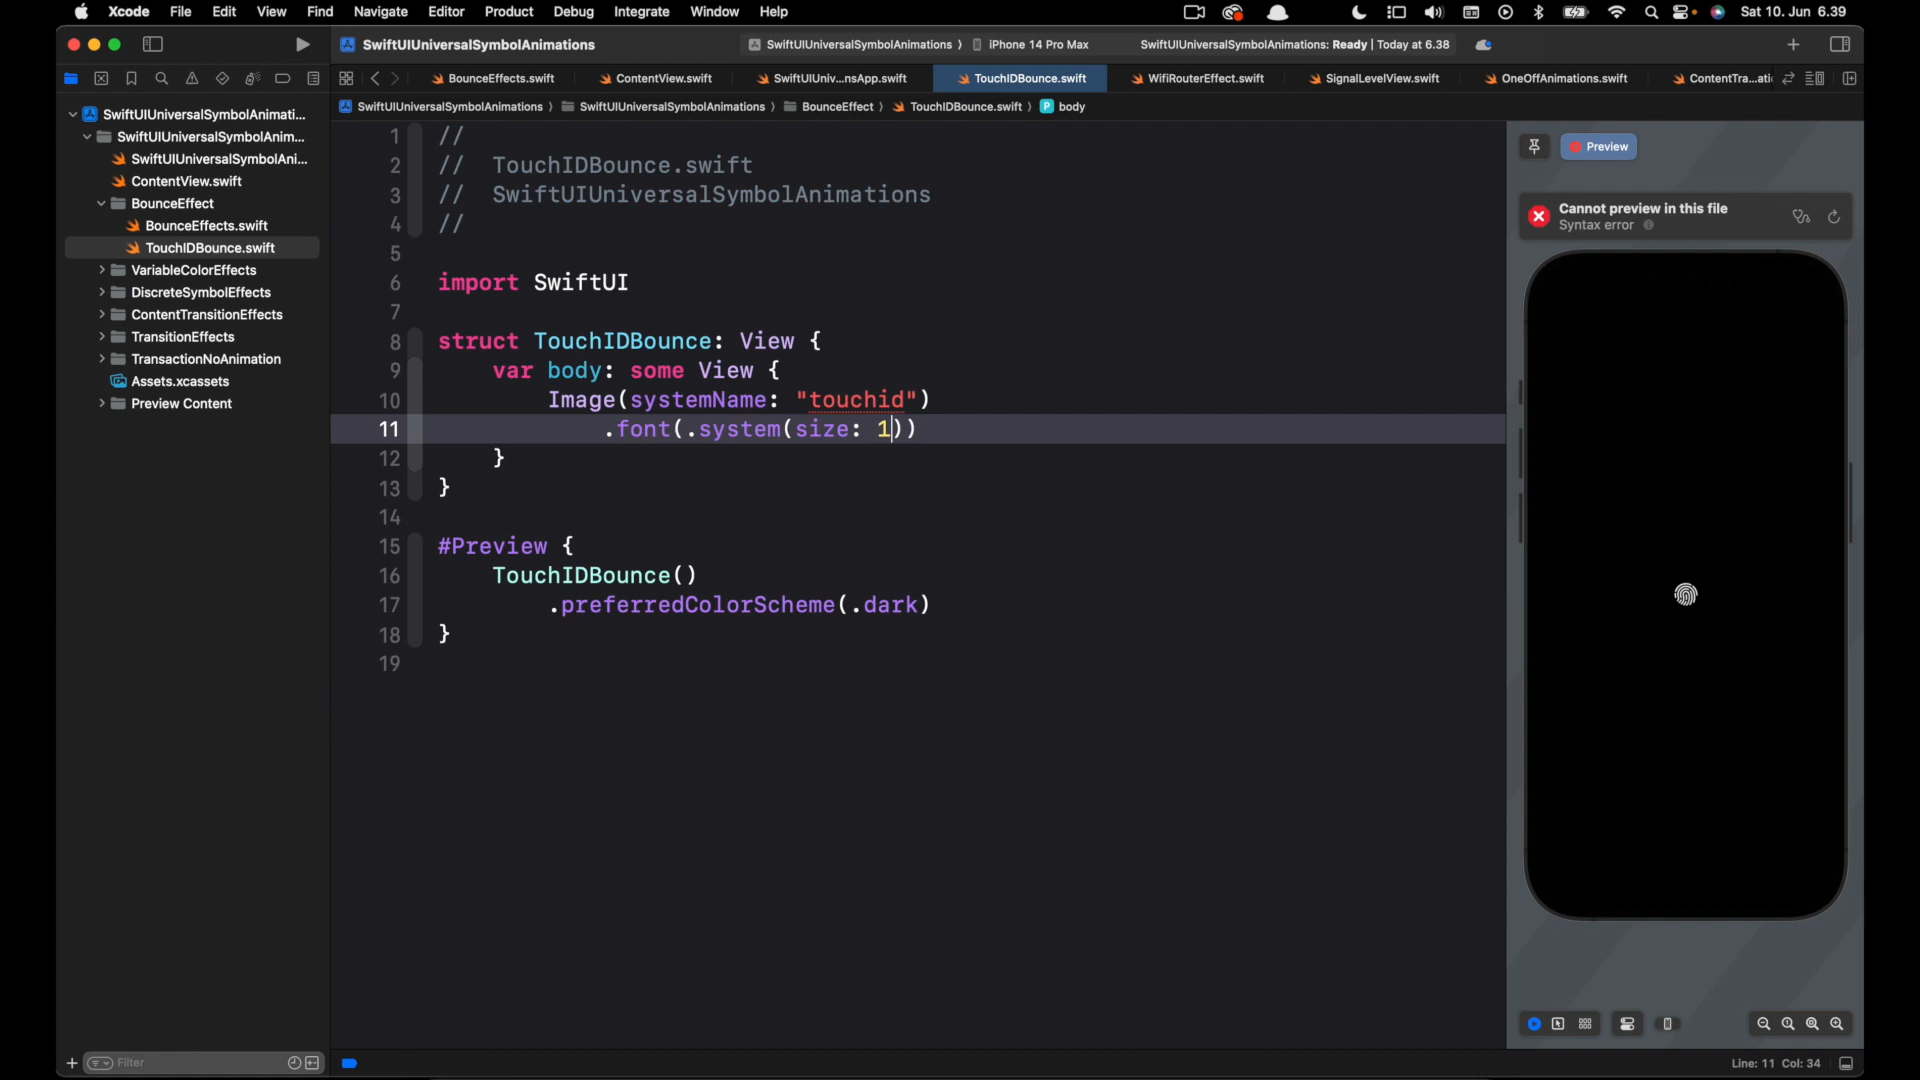 Xcode File Edit View Find Navigate Editor Product Debug Integrate Window Help Sat 10. Jun 6.39
SwiftUIUniversalSymbolAnimations SwiftUIUniversalSymbolAnimations ⟩ iPhone 14 Pro Max SwiftUIUniversalSymbolAnimations: Ready | Today at 6.38
BounceEffects.swift ContentView.swift SwiftUIUniv...nsApp.swift TouchIDBounce.swift WifiRouterEffect.swift SignalLevelView.swift OneOffAnimations.swift ContentTra...atio
SwiftUIUniversalSymbolAnimations ⟩ SwiftUIUniversalSymbolAnimations ⟩ BounceEffect ⟩ TouchIDBounce.swift ⟩ P body
SwiftUIUniversalSymbolAnimati...
SwiftUIUniversalSymbolAnim...
SwiftUIUniversalSymbolAni...
ContentView.swift
BounceEffect
BounceEffects.swift
TouchIDBounce.swift
VariableColorEffects
DiscreteSymbolEffects
ContentTransitionEffects
TransitionEffects
TransactionNoAnimation
Assets.xcassets
Preview Content
Filter
1 //
2 //  TouchIDBounce.swift
3 //  SwiftUIUniversalSymbolAnimations
4 //
5
6 import SwiftUI
7
8 struct TouchIDBounce: View {
9     var body: some View {
10         Image(systemName: "touchid")
11             .font(.system(size: 1))
12     }
13 }
14
15 #Preview {
16     TouchIDBounce()
17         .preferredColorScheme(.dark)
18 }
19
Preview
Cannot preview in this file
Syntax error
Line: 11 Col: 34